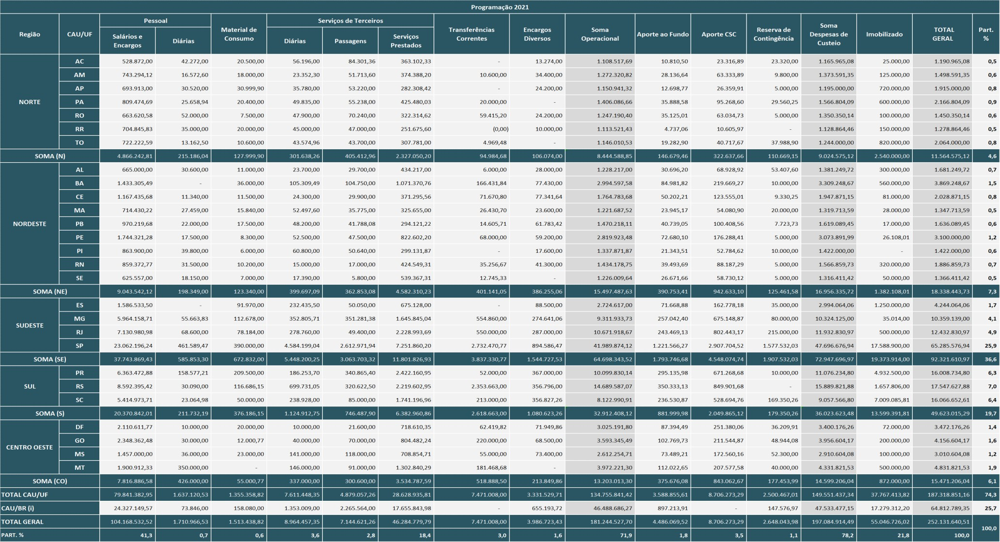 Programação 2021
Região CAU/UF Pessoal Material de Consumo Serviços de Terceiros Transferências Correntes Encargos Diversos Soma Operacional Aporte ao Fundo Aporte CSC Reserva de Contingência Soma Despesas de Custeio Imobilizado TOTAL GERAL Part. %
Salários e Encargos Diárias Diárias Passagens Serviços Prestados
NORTE
AC 528.872,00 42.272,00 20.500,00 56.196,00 84.301,36 363.102,33 - 13.274,00 1.108.517,69 10.810,50 23.316,89 23.320,00 1.165.965,08 25.000,00 1.190.965,08 0,5
AM 743.294,12 16.572,60 18.000,00 23.352,30 51.713,60 374.388,20 10.600,00 34.400,00 1.272.320,82 28.136,64 63.333,89 9.800,00 1.373.591,35 125.000,00 1.498.591,35 0,6
AP 693.913,00 30.520,00 30.999,90 35.780,00 53.220,00 282.308,42 - 24.200,00 1.150.941,32 12.698,77 26.359,91 5.000,00 1.195.000,00 720.000,00 1.915.000,00 0,8
PA 809.474,69 25.658,94 20.400,00 49.835,00 55.238,00 425.480,03 20.000,00 - 1.406.086,66 35.888,58 95.268,60 29.560,25 1.566.804,09 600.000,00 2.166.804,09 0,9
RO 663.620,58 52.000,00 7.500,00 47.900,00 70.240,00 322.314,62 59.415,20 24.200,00 1.247.190,40 35.125,01 63.034,73 5.000,00 1.350.350,14 100.000,00 1.450.350,14 0,6
RR 704.845,83 35.000,00 20.000,00 45.000,00 47.000,00 251.675,60 (0,00) 10.000,00 1.113.521,43 4.737,06 10.605,97 - 1.128.864,46 150.000,00 1.278.864,46 0,5
TO 722.222,59 13.162,50 10.600,00 43.574,96 43.700,00 307.781,00 4.969,48 - 1.146.010,53 19.282,90 40.717,67 37.988,90 1.244.000,00 820.000,00 2.064.000,00 0,8
SOMA (N) 4.866.242,81 215.186,04 127.999,90 301.638,26 405.412,96 2.327.050,20 94.984,68 106.074,00 8.444.588,85 146.679,46 322.637,66 110.669,15 9.024.575,12 2.540.000,00 11.564.575,12 4,6
NORDESTE
AL 665.000,00 30.600,00 11.000,00 23.700,00 29.700,00 434.217,00 6.000,00 28.000,00 1.228.217,00 30.696,20 68.928,92 53.407,60 1.381.249,72 300.000,00 1.681.249,72 0,7
BA 1.433.305,49 - 36.000,00 105.309,49 104.750,00 1.071.370,76 166.431,84 77.430,00 2.994.597,58 84.981,82 219.669,27 10.000,00 3.309.248,67 560.000,00 3.869.248,67 1,5
CE 1.167.435,68 11.340,00 11.500,00 24.300,00 29.900,00 371.295,56 71.670,80 77.341,64 1.764.783,68 50.202,21 123.555,01 9.330,25 1.947.871,15 81.000,00 2.028.871,15 0,8
MA 714.430,22 27.459,00 15.840,00 52.497,60 35.775,00 325.655,00 26.430,70 23.600,00 1.221.687,52 23.945,17 54.080,90 20.000,00 1.319.713,59 28.000,00 1.347.713,59 0,5
PB 970.219,68 22.000,00 17.500,00 48.200,00 41.788,08 294.121,22 14.605,71 61.783,42 1.470.218,11 40.739,05 100.408,56 7.723,73 1.619.089,45 17.000,00 1.636.089,45 0,6
PE 1.744.321,28 17.500,00 8.300,00 52.500,00 47.500,00 822.602,20 68.000,00 59.200,00 2.819.923,48 72.680,10 176.288,41 5.000,00 3.073.891,99 26.108,01 3.100.000,00 1,2
PI 863.900,00 39.800,00 6.000,00 60.800,00 50.640,00 299.131,87 - 17.600,00 1.337.871,87 21.343,51 52.784,62 10.000,00 1.422.000,00 - 1.422.000,00 0,6
RN 859.372,77 31.500,00 10.200,00 15.000,00 17.000,00 424.549,31 35.256,67 41.300,00 1.434.178,75 39.493,69 88.187,29 5.000,00 1.566.859,73 320.000,00 1.886.859,73 0,7
SE 625.557,00 18.150,00 7.000,00 17.390,00 5.800,00 539.367,31 12.745,33 - 1.226.009,64 26.671,66 58.730,12 5.000,00 1.316.411,42 50.000,00 1.366.411,42 0,5
SOMA (NE) 9.043.542,12 198.349,00 123.340,00 399.697,09 362.853,08 4.582.310,23 401.141,05 386.255,06 15.497.487,63 390.753,41 942.633,10 125.461,58 16.956.335,72 1.382.108,01 18.338.443,73 7,3
SUDESTE
ES 1.586.533,50 - 91.970,00 232.435,50 50.050,00 675.128,00 - 88.500,00 2.724.617,00 71.668,88 162.778,18 35.000,00 2.994.064,06 1.250.000,00 4.244.064,06 1,7
MG 5.964.158,71 55.663,83 112.678,00 352.805,71 351.281,38 1.645.845,04 554.860,00 274.641,06 9.311.933,73 257.042,40 675.148,87 80.000,00 10.324.125,00 35.014,00 10.359.139,00 4,1
RJ 7.130.980,98 68.600,00 78.184,00 278.760,00 49.400,00 2.228.993,69 550.000,00 287.000,00 10.671.918,67 243.469,13 802.443,17 215.000,00 11.932.830,97 500.000,00 12.432.830,97 4,9
SP 23.062.196,24 461.589,47 390.000,00 4.584.199,04 2.612.971,94 7.251.860,20 2.732.470,77 894.586,47 41.989.874,12 1.221.566,27 2.907.704,52 1.577.532,03 47.696.676,94 17.588.900,00 65.285.576,94 25,9
SOMA (SE) 37.743.869,43 585.853,30 672.832,00 5.448.200,25 3.063.703,32 11.801.826,93 3.837.330,77 1.544.727,53 64.698.343,52 1.793.746,68 4.548.074,74 1.907.532,03 72.947.696,97 19.373.914,00 92.321.610,97 36,6
SUL
PR 6.363.472,88 158.577,21 209.500,00 186.253,70 340.865,40 2.422.160,95 52.000,00 367.000,00 10.099.830,14 295.135,98 671.268,68 10.000,00 11.076.234,80 4.932.500,00 16.008.734,80 6,3
RS 8.592.395,42 30.090,00 116.686,15 699.731,05 320.622,50 2.219.602,95 2.353.663,00 356.796,00 14.689.587,07 350.333,13 849.901,68 - 15.889.821,88 1.657.806,00 17.547.627,88 7,0
SC 5.414.973,71 23.064,98 50.000,00 238.928,00 85.000,00 1.741.196,96 213.000,00 356.827,26 8.122.990,91 236.530,87 528.694,76 169.350,26 9.057.566,80 7.009.085,81 16.066.652,61 6,4
SOMA (S) 20.370.842,01 211.732,19 376.186,15 1.124.912,75 746.487,90 6.382.960,86 2.618.663,00 1.080.623,26 32.912.408,12 881.999,98 2.049.865,12 179.350,26 36.023.623,48 13.599.391,81 49.623.015,29 19,7
CENTRO OESTE
DF 2.110.611,77 10.000,00 20.000,00 10.000,00 21.600,00 718.610,35 62.419,82 71.949,86 3.025.191,80 87.394,49 251.380,06 36.209,91 3.400.176,26 72.000,00 3.472.176,26 1,4
GO 2.348.362,48 30.000,00 12.000,77 40.000,00 70.000,00 804.482,24 220.000,00 68.500,00 3.593.345,49 102.769,73 211.544,87 48.944,08 3.956.604,17 200.000,00 4.156.604,17 1,6
MS 1.457.000,00 36.000,00 23.000,00 141.000,00 118.000,00 708.854,71 55.000,00 73.400,00 2.612.254,71 73.489,21 172.560,16 52.300,00 2.910.604,08 100.000,00 3.010.604,08 1,2
MT 1.900.912,33 350.000,00 - 146.000,00 91.000,00 1.302.840,29 181.468,68 - 3.972.221,30 112.022,65 207.577,58 40.000,00 4.331.821,53 500.000,00 4.831.821,53 1,9
SOMA (CO) 7.816.886,58 426.000,00 55.000,77 337.000,00 300.600,00 3.534.787,59 518.888,50 213.849,86 13.203.013,30 375.676,08 843.062,67 177.453,99 14.599.206,04 872.000,00 15.471.206,04 6,1
TOTAL CAU/UF 79.841.382,95 1.637.120,53 1.355.358,82 7.611.448,35 4.879.057,26 28.628.935,81 7.471.008,00 3.331.529,71 134.755.841,42 3.588.855,61 8.706.273,29 2.500.467,01 149.551.437,34 37.767.413,82 187.318.851,16 74,3
CAU/BR (i) 24.327.149,57 73.846,00 158.080,00 1.353.009,00 2.265.564,00 17.655.843,98 - 655.193,72 46.488.686,27 897.213,91 - 147.576,97 47.533.477,15 17.279.312,20 64.812.789,35 25,7
TOTAL GERAL 104.168.532,52 1.710.966,53 1.513.438,82 8.964.457,35 7.144.621,26 46.284.779,79 7.471.008,00 3.986.723,43 181.244.527,70 4.486.069,52 8.706.273,29 2.648.043,98 197.084.914,49 55.046.726,02 252.131.640,51 100,0
PART. % 41,3 0,7 0,6 3,6 2,8 18,4 3,0 1,6 71,9 1,8 3,5 1,1 78,2 21,8 100,0